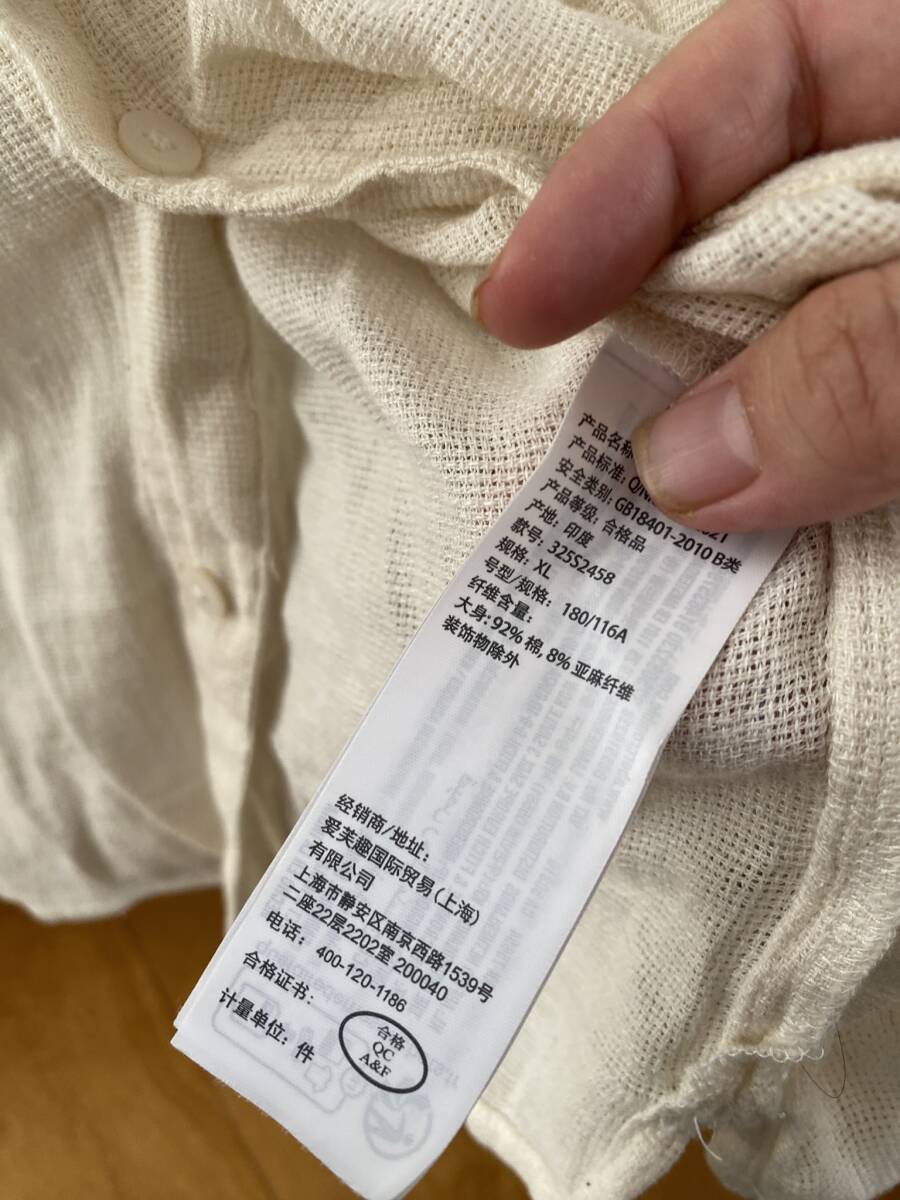 产品名称
产品标准: Q/
安全类别: GB18401-2010 B类
产品等级: 合格品
产地: 印度
款号: 325S2458
规格: XL
号型/规格: 180/116A
纤维含量:
大身: 92% 棉, 8% 亚麻纤维
装饰物除外
经销商/地址:
爱芙趣国际贸易(上海)
有限公司
上海市静安区南京西路1539号
二座22层2202室 200040
电话: 400-120-1186
合格证书:
合格
QC
A&F
计量单位: 件